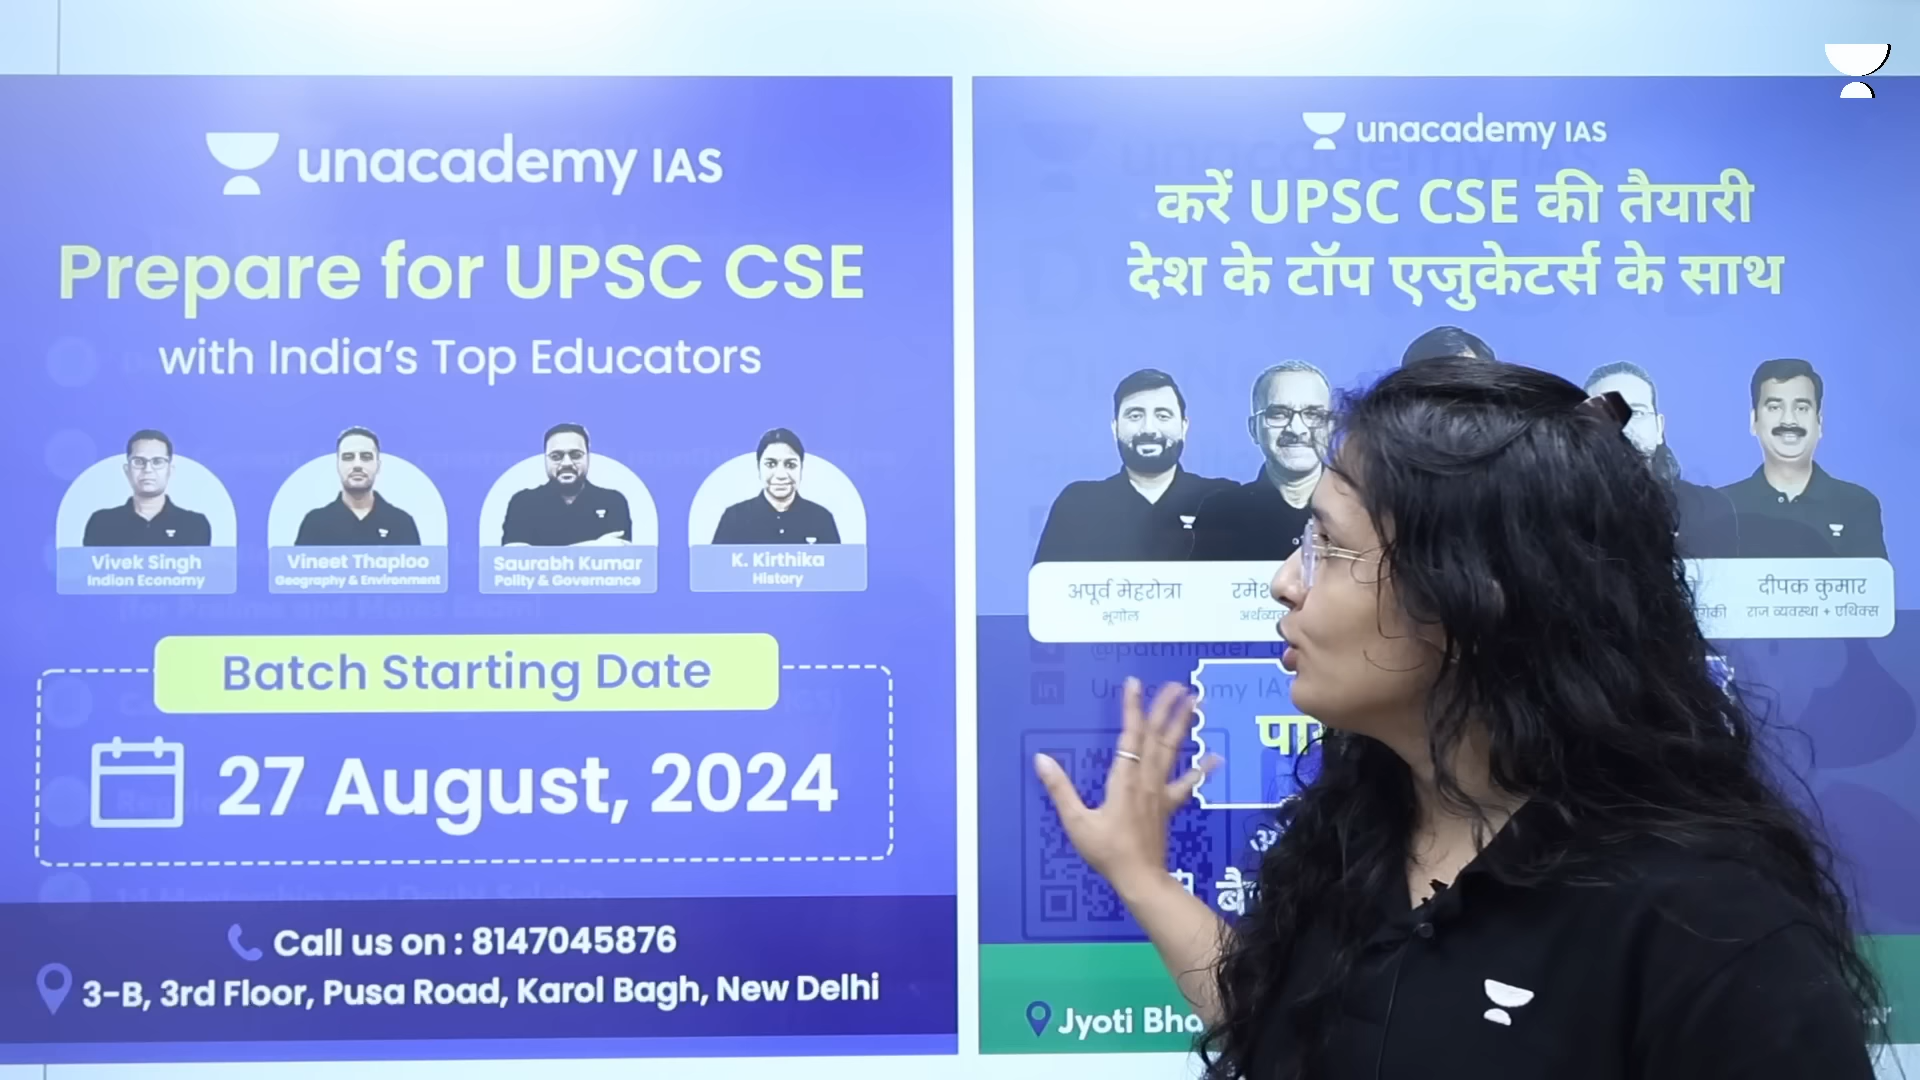 unacademy IAS
Prepare for UPSC CSE
with India's Top Educators
Vivek Singh
Indian Economy
Vineet Thaploo
Geography & Environment
Saurabh Kumar
Polity & Governance
K. Kirthika
History
Batch Starting Date
27 August, 2024
Call us on : 8147045876
3-B, 3rd Floor, Pusa Road, Karol Bagh, New Delhi
unacademy IAS
करें UPSC CSE की तैयारी
देश के टॉप एजुकेटर्स के साथ
अपूर्व मेहरोत्रा
भूगोल
दीपक कुमार
राज व्यवस्था + एथिक्स
Jyoti